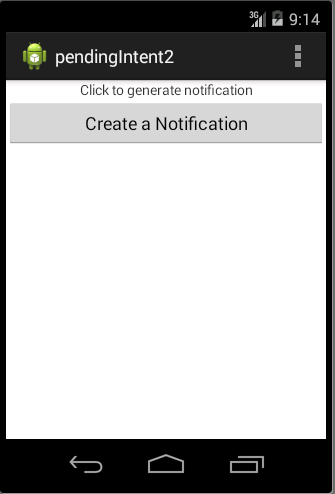 3G 9:14
pendingIntent2
Click to generate notification
Create a Notification